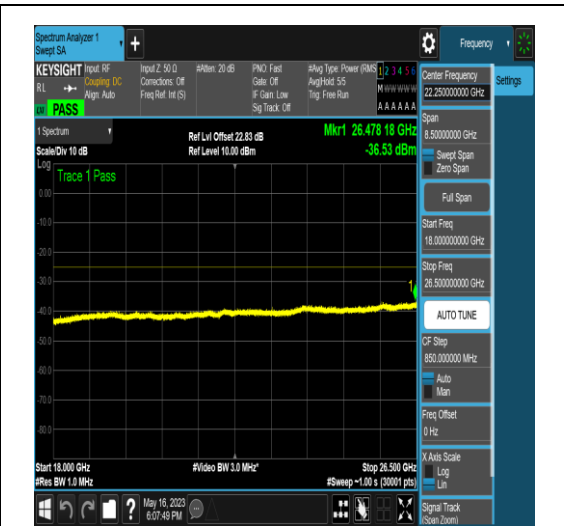 Spectrum Analyzer 1
Swept SA
+
Frequency
KEYSIGHT
Input: RF
Coupling: DC
Align: Auto
Input Z: 50 Ω
Corrections: Off
Freq Ref: Int (S)
#Atten: 20 dB
PNO: Fast
Gate: Off
IF Gain: Low
Sig Track: Off
#Avg Type: Power (RMS
Avg|Hold: 5/5
Trig: Free Run
1 2 3 4 5 6
M W W W W W
A A A A A A
RL
PASS
Center Frequency
22.250000000 GHz
Settings
Span
8.50000000 GHz
Swept Span
Zero Span
Full Span
Start Freq
18.000000000 GHz
Stop Freq
26.500000000 GHz
AUTO TUNE
CF Step
850.000000 MHz
Auto
Man
Freq Offset
0 Hz
X Axis Scale
Log
Lin
Signal Track
(Span Zoom)
1 Spectrum
Scale/Div 10 dB
Ref Lvl Offset 22.83 dB
Ref Level 10.00 dBm
Mkr1 26.478 18 GHz
-36.53 dBm
Log
Trace 1 Pass
0.00
-10.0
-20.0
-30.0
-40.0
-50.0
-60.0
-70.0
-80.0
1
Start 18.000 GHz
#Res BW 1.0 MHz
#Video BW 3.0 MHz*
Stop 26.500 GHz
#Sweep ~1.00 s (30001 pts)
?
May 16, 2023
6:07:49 PM